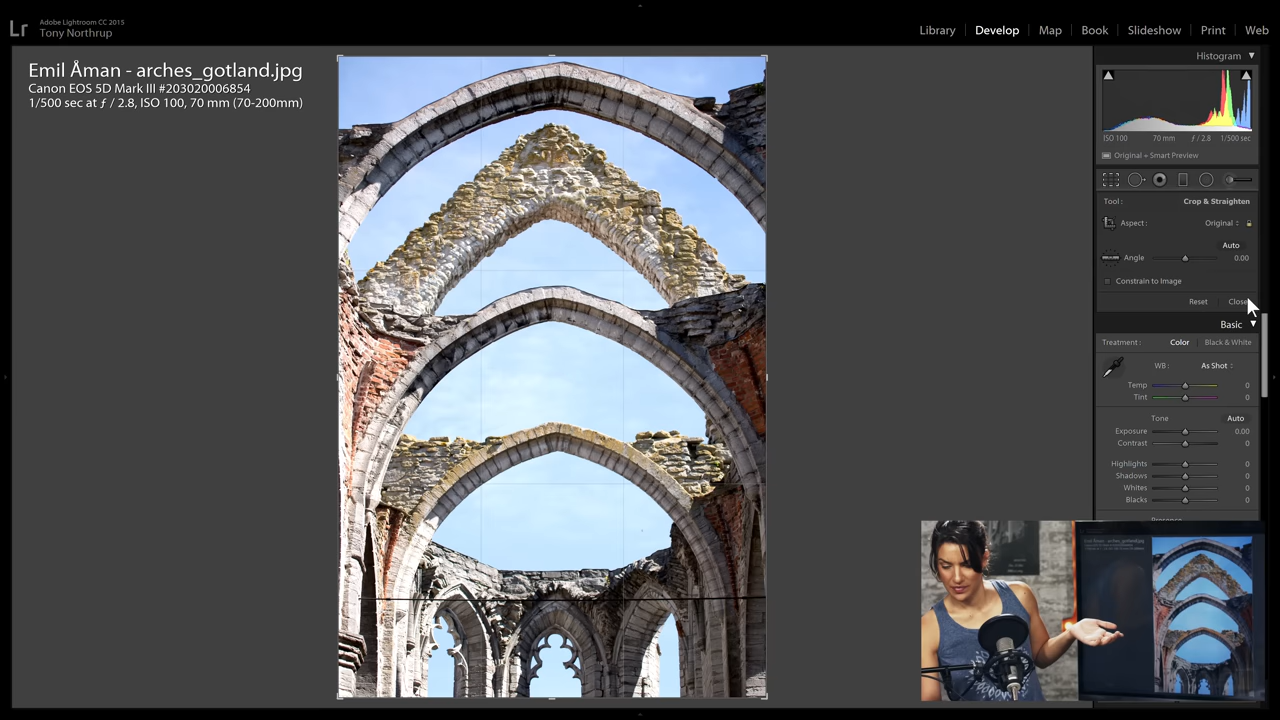 Lr
Adobe Lightroom CC 2015
Tony Northrup
Library | Develop | Map | Book | Slideshow | Print | Web
Emil Åman - arches_gotland.jpg
Canon EOS 5D Mark III #203020006854
1/500 sec at ƒ / 2.8, ISO 100, 70 mm (70-200mm)
Histogram
ISO 100 70 mm ƒ / 2.8 1/500 sec
Original + Smart Preview
Tool : Crop & Straighten
Aspect : Original
Auto
Angle 0.00
Constrain to Image
Reset Close
Basic
Treatment : Color | Black & White
WB : As Shot
Temp 0
Tint 0
Tone Auto
Exposure 0.00
Contrast 0
Highlights 0
Shadows 0
Whites 0
Blacks 0